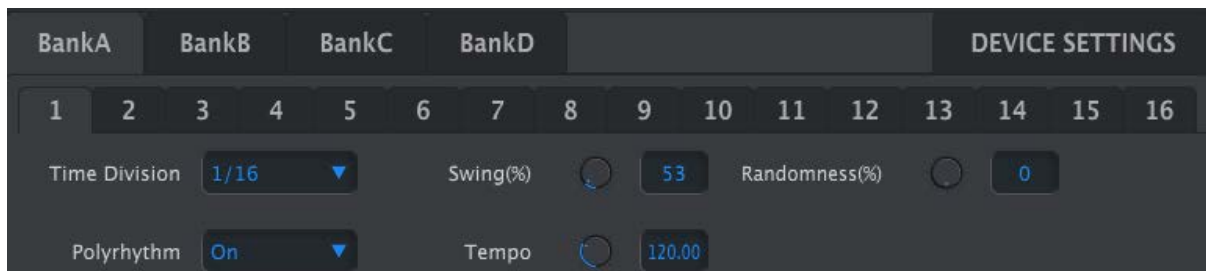 BankA BankB BankC BankD DEVICE SETTINGS
1 2 3 4 5 6 7 8 9 10 11 12 13 14 15 16
Time Division 1/16 Swing(%) 53 Randomness(%) 0
Polyrhythm On Tempo 120.00